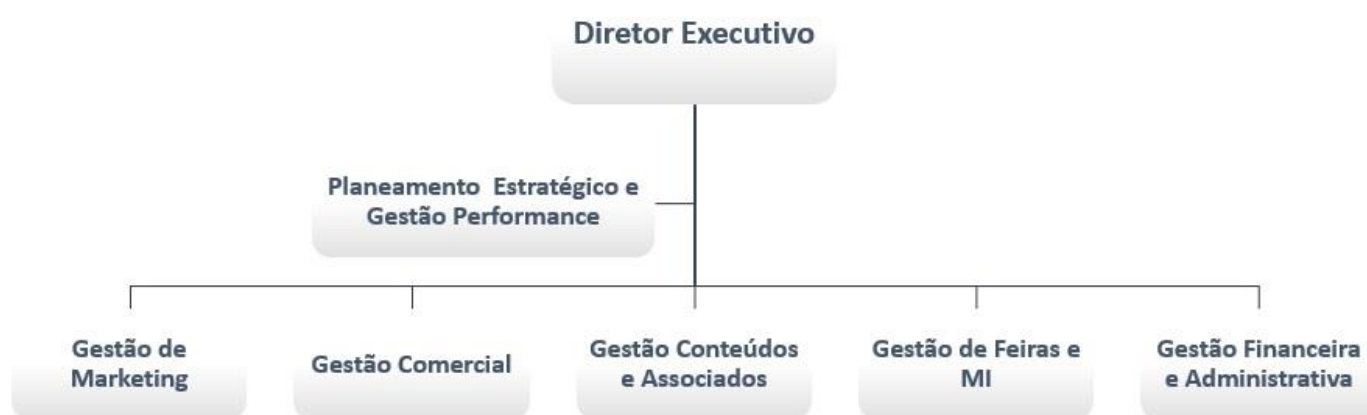 Diretor Executivo
Planeamento Estratégico e
Gestão Performance
Gestão de
Marketing
Gestão Comercial
Gestão Conteúdos
e Associados
Gestão de Feiras e
MI
Gestão Financeira
e Administrativa